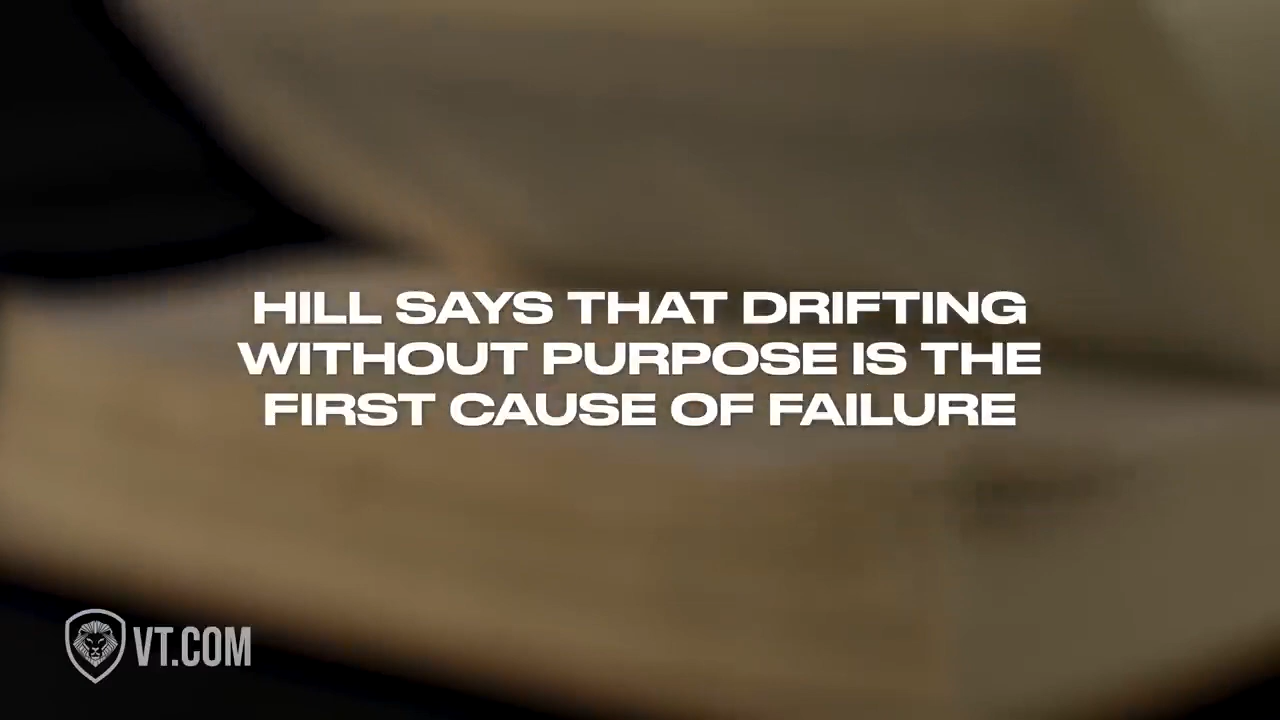 HILL SAYS THAT DRIFTING
WITHOUT PURPOSE IS THE
FIRST CAUSE OF FAILURE
VT.COM